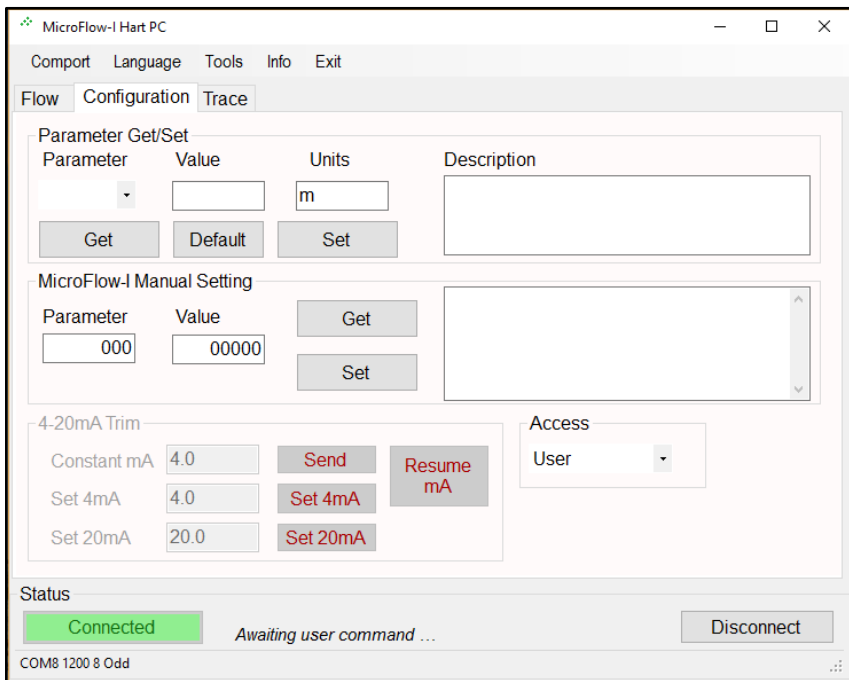 MicroFlow-I Hart PC
Comport Language Tools Info Exit
Flow Configuration Trace
Parameter Get/Set
Parameter Value Units Description
m
Get Default Set
MicroFlow-I Manual Setting
Parameter Value Get
000 00000
Set
4-20mA Trim Access
Constant mA 4.0 Send Resume mA User
Set 4mA 4.0 Set 4mA
Set 20mA 20.0 Set 20mA
Status
Connected Awaiting user command ... Disconnect
COM8 1200 8 Odd